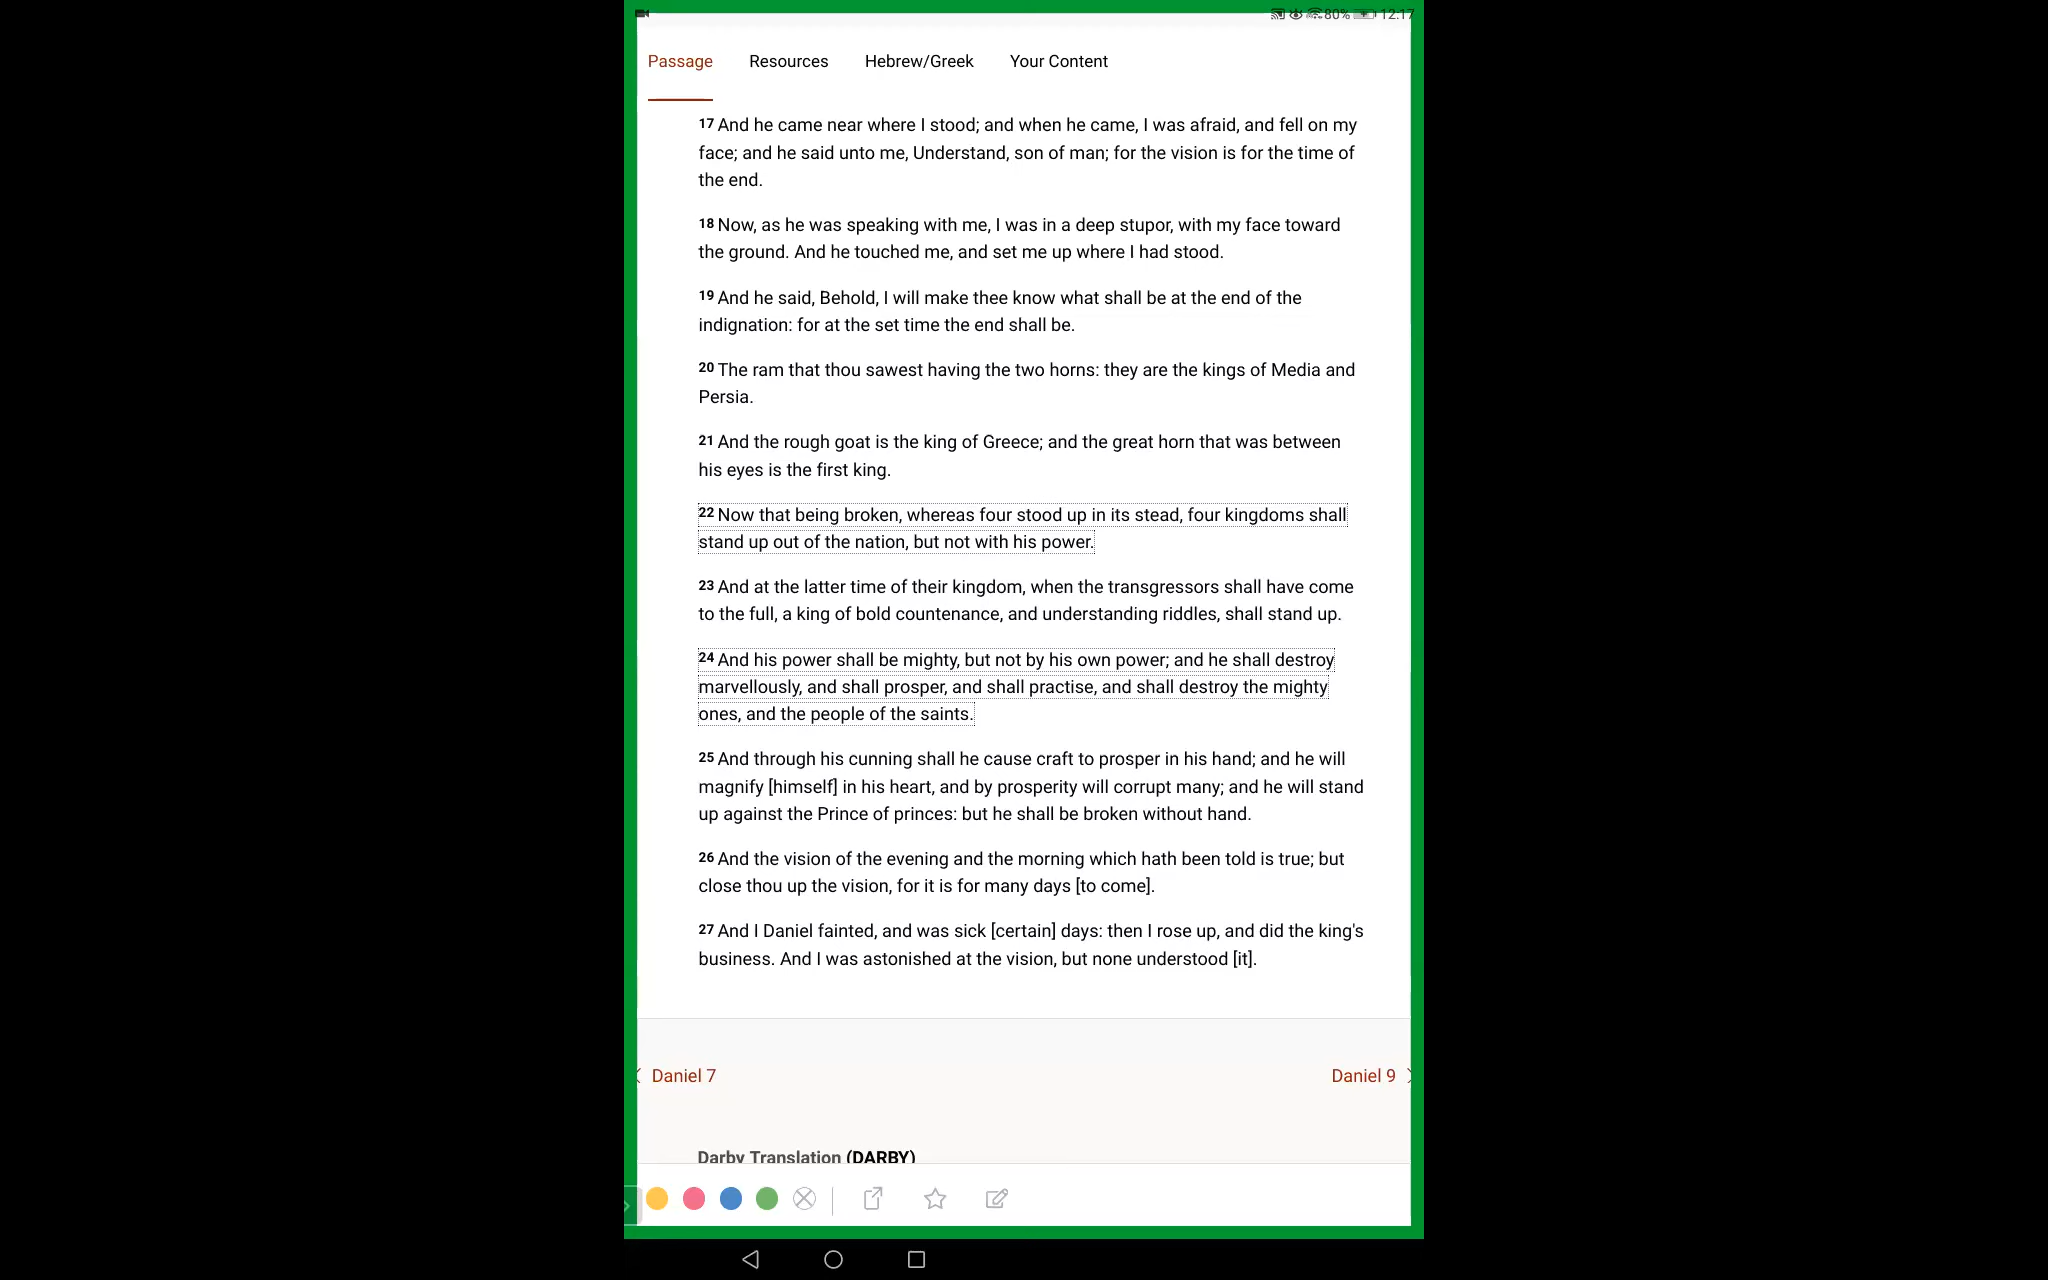 80% 12:17
Passage Resources Hebrew/Greek Your Content
17 And he came near where I stood; and when he came, I was afraid, and fell on my
face; and he said unto me, Understand, son of man; for the vision is for the time of
the end.
18 Now, as he was speaking with me, I was in a deep stupor, with my face toward
the ground. And he touched me, and set me up where I had stood.
19 And he said, Behold, I will make thee know what shall be at the end of the
indignation: for at the set time the end shall be.
20 The ram that thou sawest having the two horns: they are the kings of Media and
Persia.
21 And the rough goat is the king of Greece; and the great horn that was between
his eyes is the first king.
22 Now that being broken, whereas four stood up in its stead, four kingdoms shall
stand up out of the nation, but not with his power.
23 And at the latter time of their kingdom, when the transgressors shall have come
to the full, a king of bold countenance, and understanding riddles, shall stand up.
24 And his power shall be mighty, but not by his own power; and he shall destroy
marvellously, and shall prosper, and shall practise, and shall destroy the mighty
ones, and the people of the saints.
25 And through his cunning shall he cause craft to prosper in his hand; and he will
magnify [himself] in his heart, and by prosperity will corrupt many; and he will stand
up against the Prince of princes: but he shall be broken without hand.
26 And the vision of the evening and the morning which hath been told is true; but
close thou up the vision, for it is for many days [to come].
27 And I Daniel fainted, and was sick [certain] days: then I rose up, and did the king's
business. And I was astonished at the vision, but none understood [it].
Daniel 7 Daniel 9
Darby Translation (DARBY)